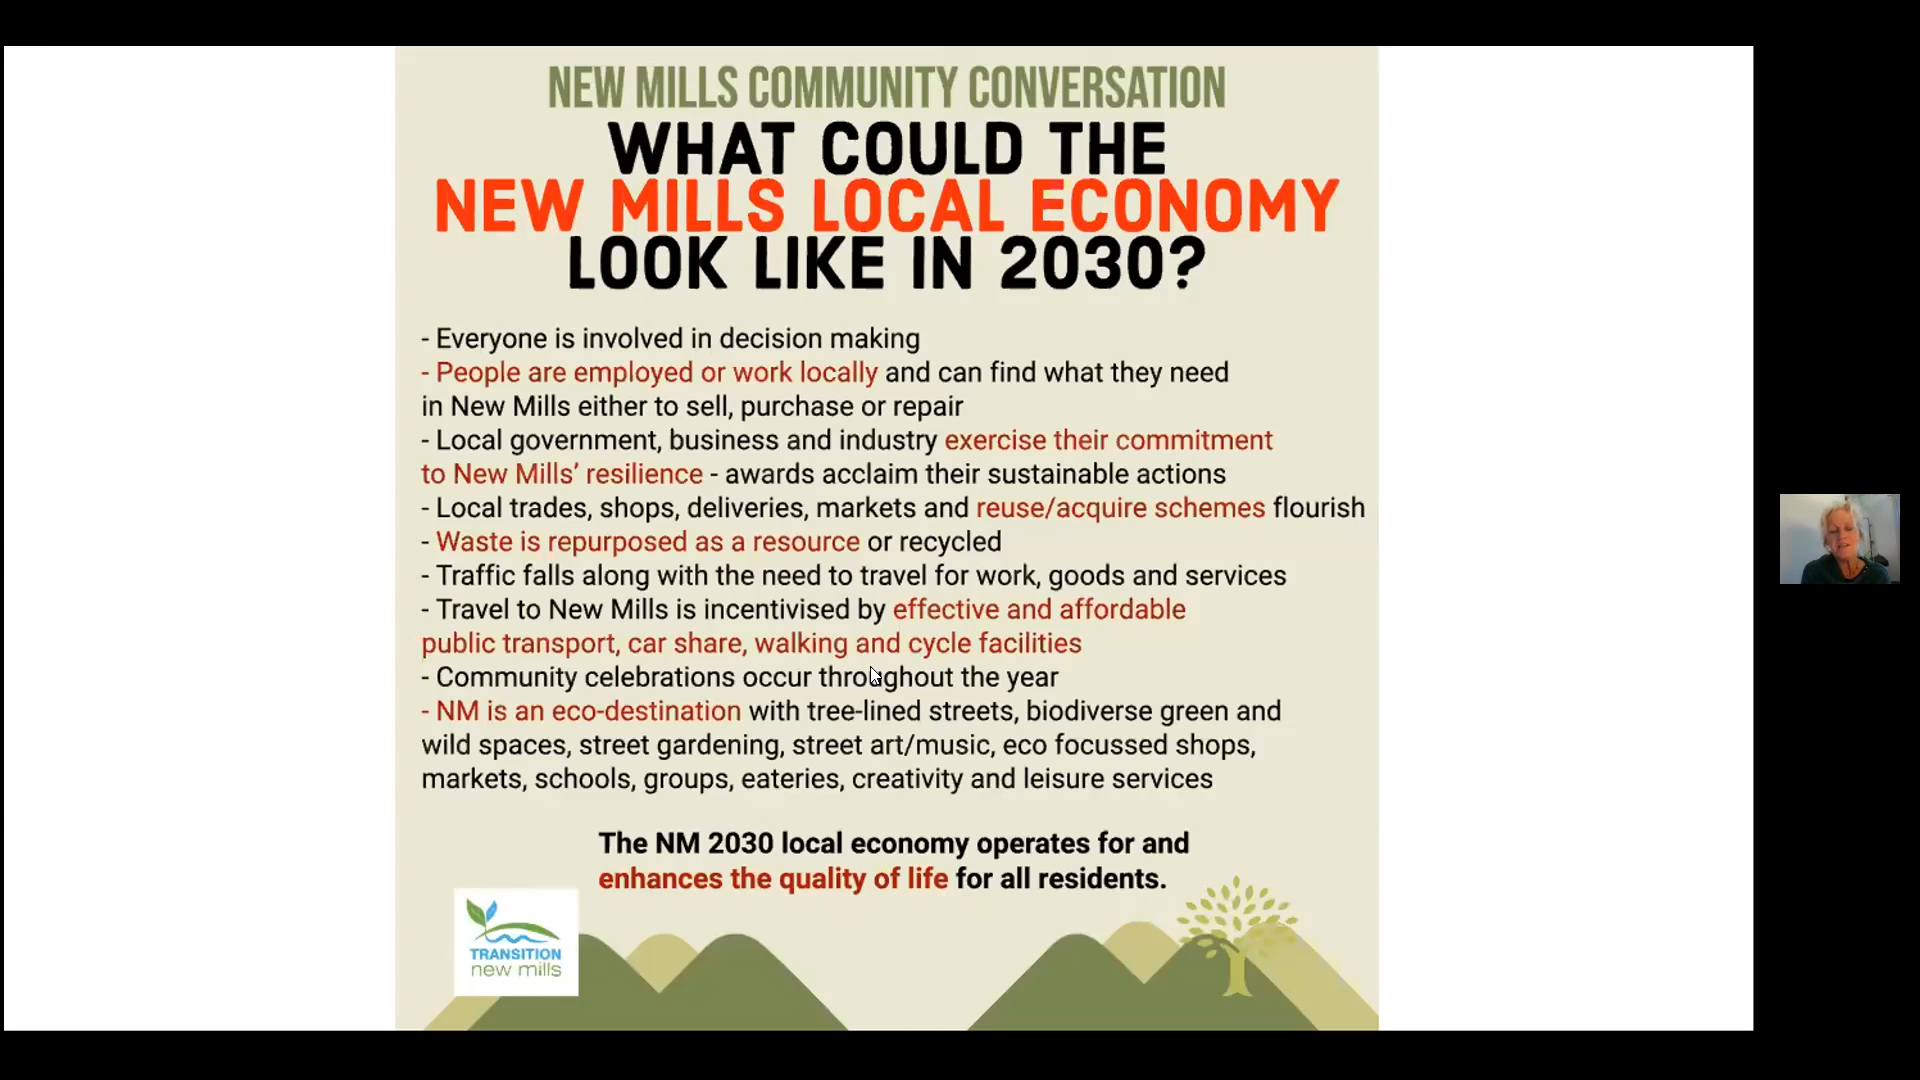 NEW MILLS COMMUNITY CONVERSATION
WHAT COULD THE
NEW MILLS LOCAL ECONOMY
LOOK LIKE IN 2030?
- Everyone is involved in decision making
- People are employed or work locally and can find what they need
in New Mills either to sell, purchase or repair
- Local government, business and industry exercise their commitment
to New Mills’ resilience - awards acclaim their sustainable actions
- Local trades, shops, deliveries, markets and reuse/acquire schemes flourish
- Waste is repurposed as a resource or recycled
- Traffic falls along with the need to travel for work, goods and services
- Travel to New Mills is incentivised by effective and affordable
public transport, car share, walking and cycle facilities
- Community celebrations occur throughout the year
- NM is an eco-destination with tree-lined streets, biodiverse green and
wild spaces, street gardening, street art/music, eco focussed shops,
markets, schools, groups, eateries, creativity and leisure services
The NM 2030 local economy operates for and
enhances the quality of life for all residents.
TRANSITION
new mills